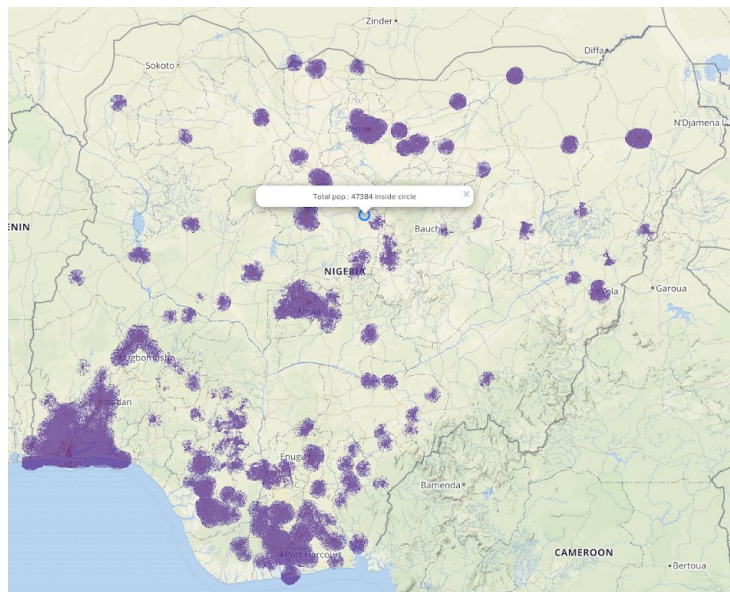 Zinder
Diffa
Sokoto
N'Djamena
Kano
Total pop.: 47384 inside circle
×
ENIN
Bauchi
NIGERIA
Garoua
Yola
Abuja
Ogbomosho
Ibadan
Lagos
Enugu
Bamenda
Port Harcourt
CAMEROON
Bertoua